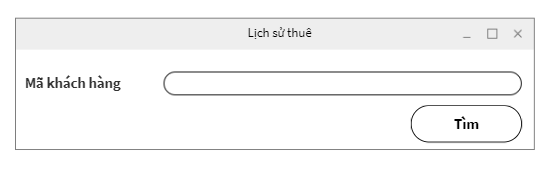 Lịch sử thuê
Mã khách hàng
Tìm